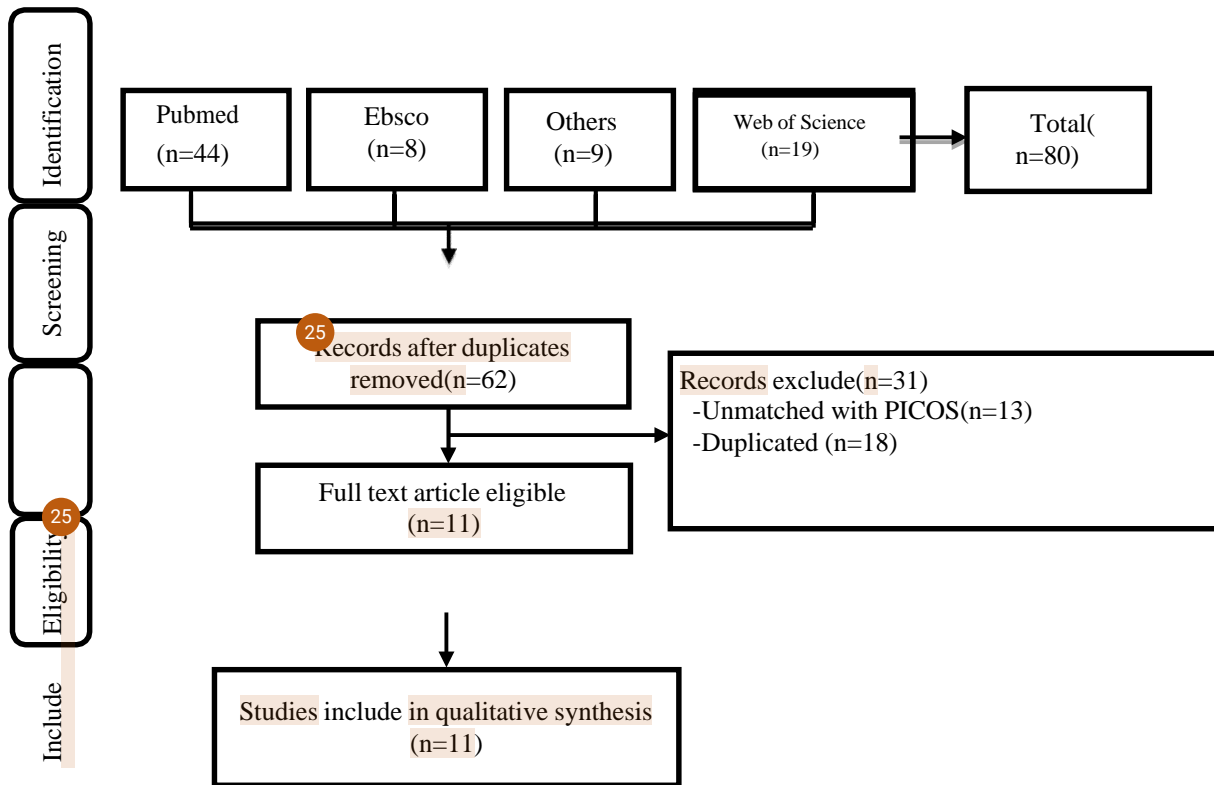 Identification
Pubmed
(n=44)
Ebsco
(n=8)
Others
(n=9)
Web of Science
(n=19)
Total(
n=80)
Screening
25
Records after duplicates
removed(n=62)
Records exclude(n=31)
-Unmatched with PICOS(n=13)
-Duplicated (n=18)
Full text article eligible
(n=11)
25
Eligibility
Include
Studies include in qualitative synthesis
(n=11)